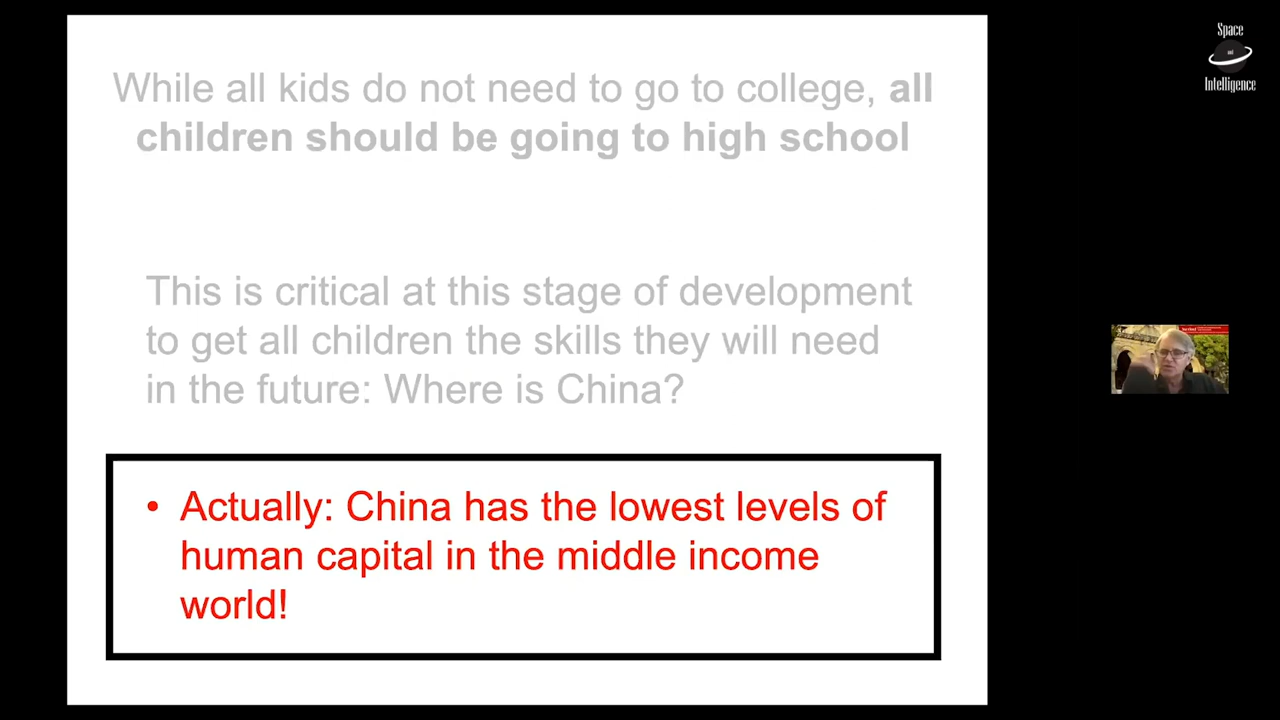 While all kids do not need to go to college, all
children should be going to high school
This is critical at this stage of development
to get all children the skills they will need
in the future: Where is China?
• Actually: China has the lowest levels of
human capital in the middle income
world!
Space
and
Intelligence